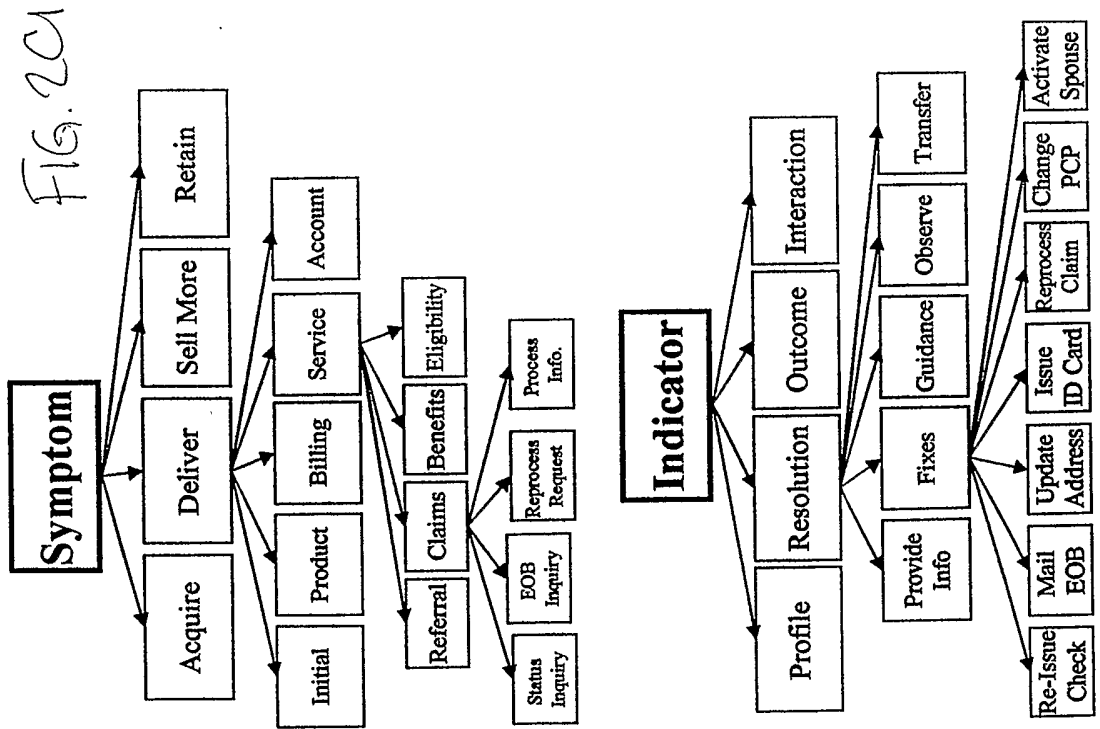 FIG. 2C1
Symptom
Acquire
Deliver
Sell More
Retain
Initial
Product
Billing
Service
Account
Referral
Claims
Benefits
Eligibility
Status
Inquiry
EOB
Inquiry
Reprocess
Request
Process
Info.
Indicator
Profile
Resolution
Outcome
Interaction
Provide
Info
Fixes
Guidance
Observe
Transfer
Re-Issue
Check
Mail
EOB
Update
Address
Issue
ID Card
Reprocess
Claim
Change
PCP
Activate
Spouse